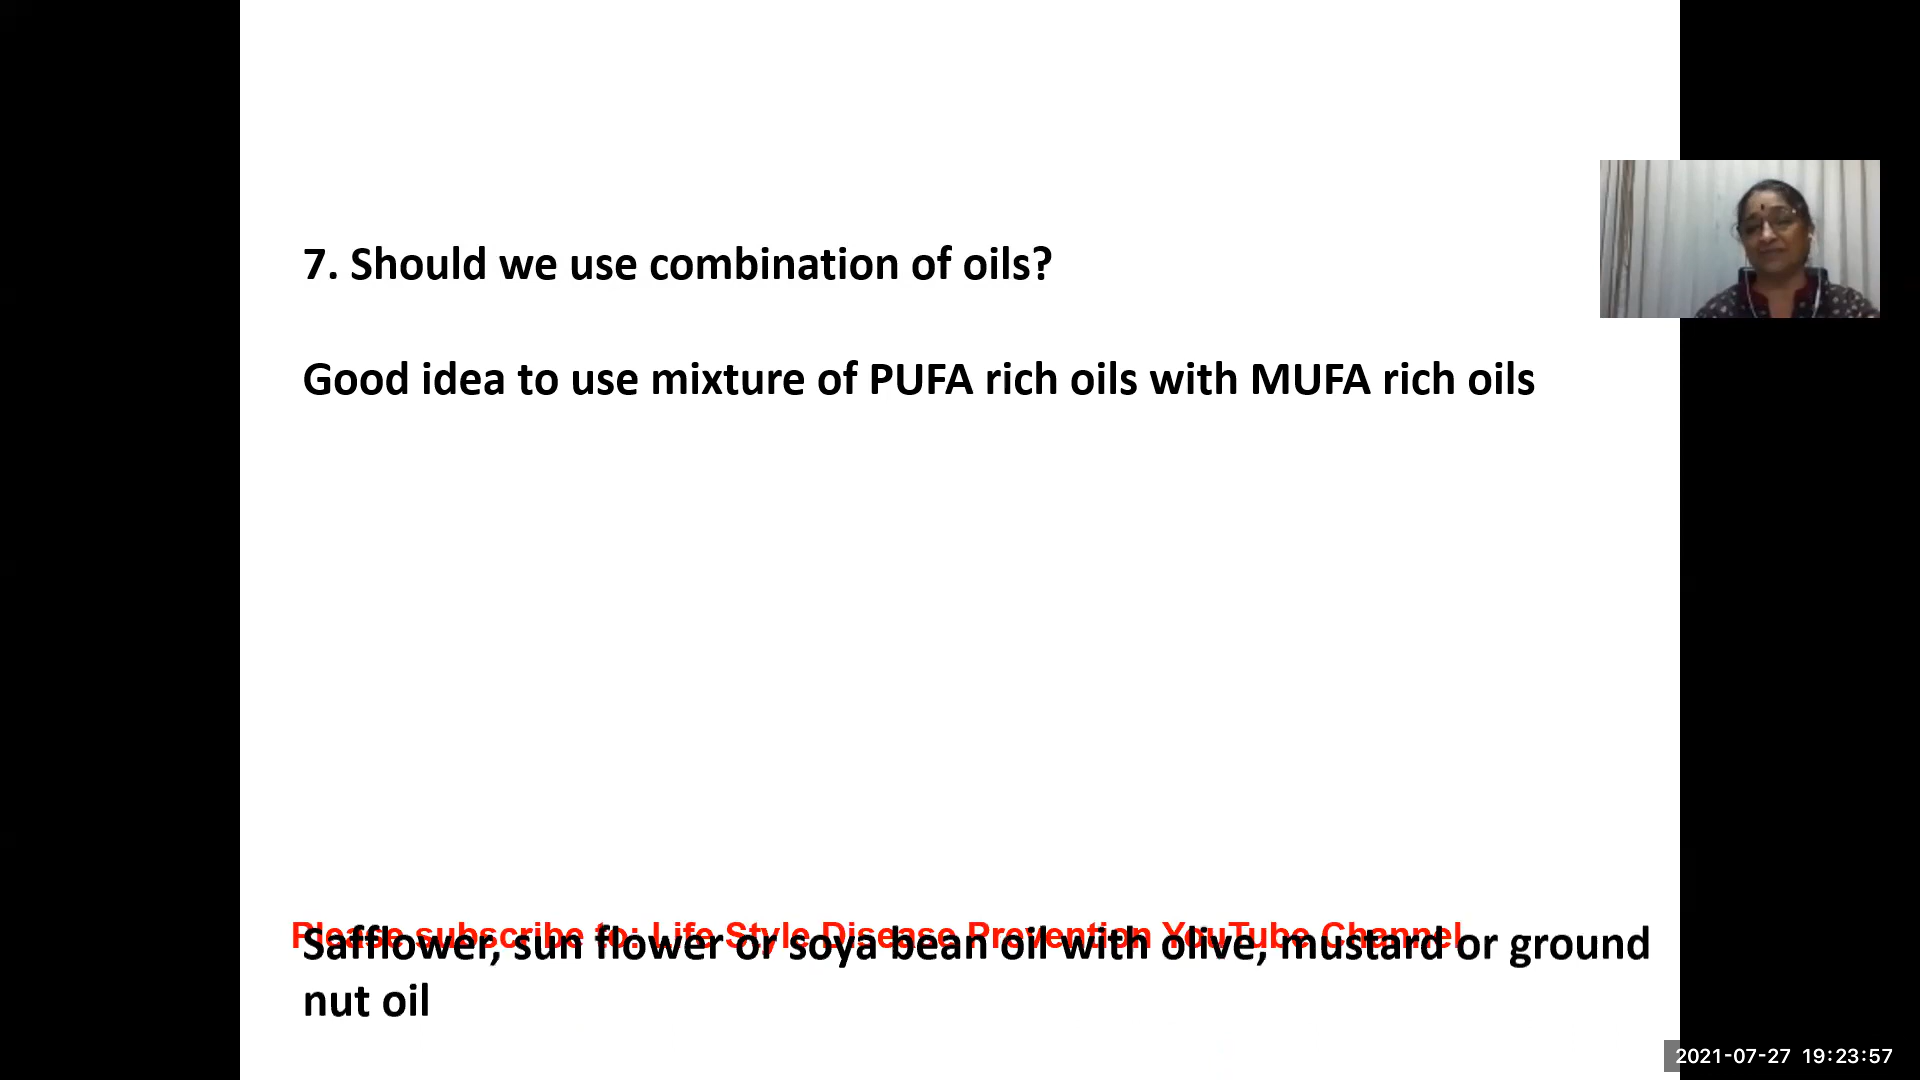 7. Should we use combination of oils?
Good idea to use mixture of PUFA rich oils with MUFA rich oils
Please subscribe to: Life Style Disease Prevention YouTube Channel
Safflower, sun flower or soya bean oil with olive, mustard or ground
nut oil
2021-07-27 19:23:57